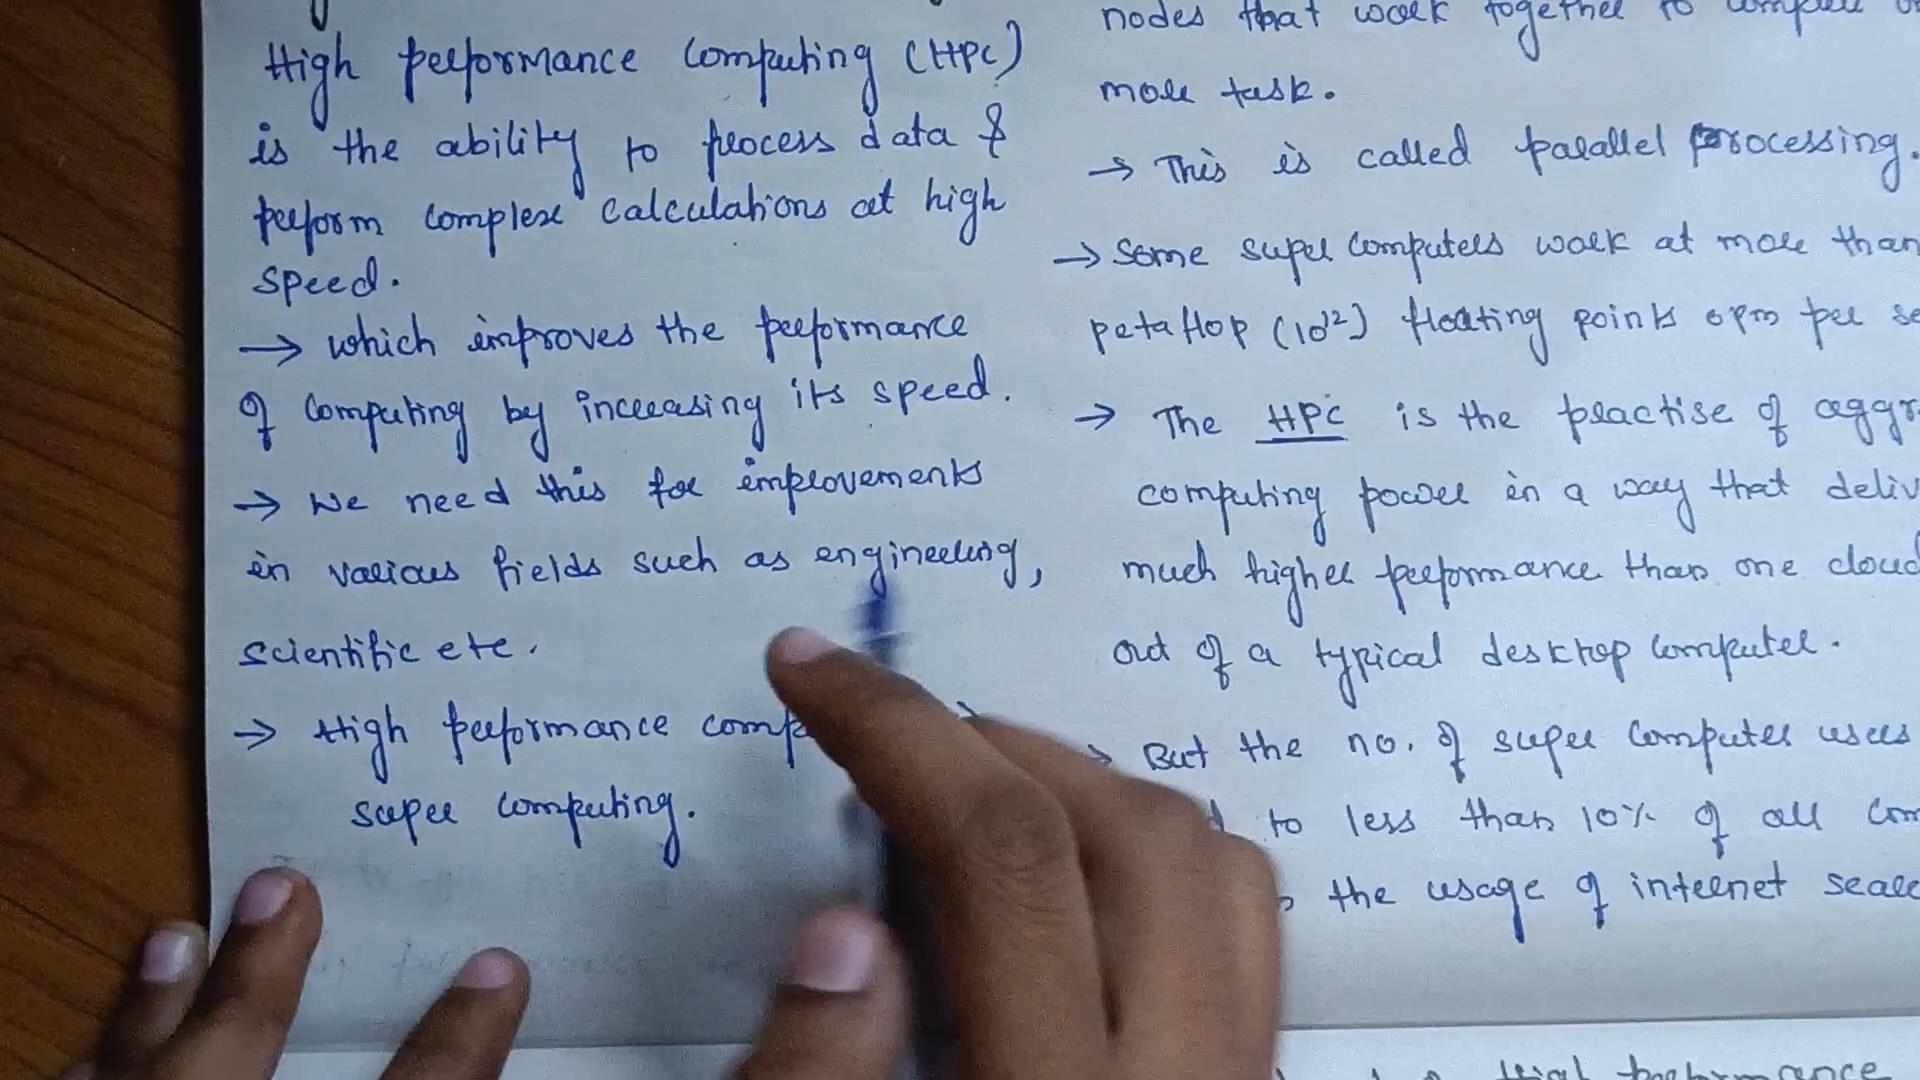 High performance Computing (HPC)
is the ability to process data &
perform complex calculations at high
speed.
→ which improves the performance
of computing by increasing its speed.
→ We need this for improvements
in various fields such as engineering,
scientific etc.
→ High performance
super computing.
nodes that work together to
more task.
→ This is called parallel processing.
→ Some super computers work at more than
petaflop (10¹²) floating points opm per
→ The HPC is the practise of
computing power in a way that
much higher performance than one
out of a typical desktop computer.
But the no. of super computer users
to less than 10% of all
the usage of internet
High performance